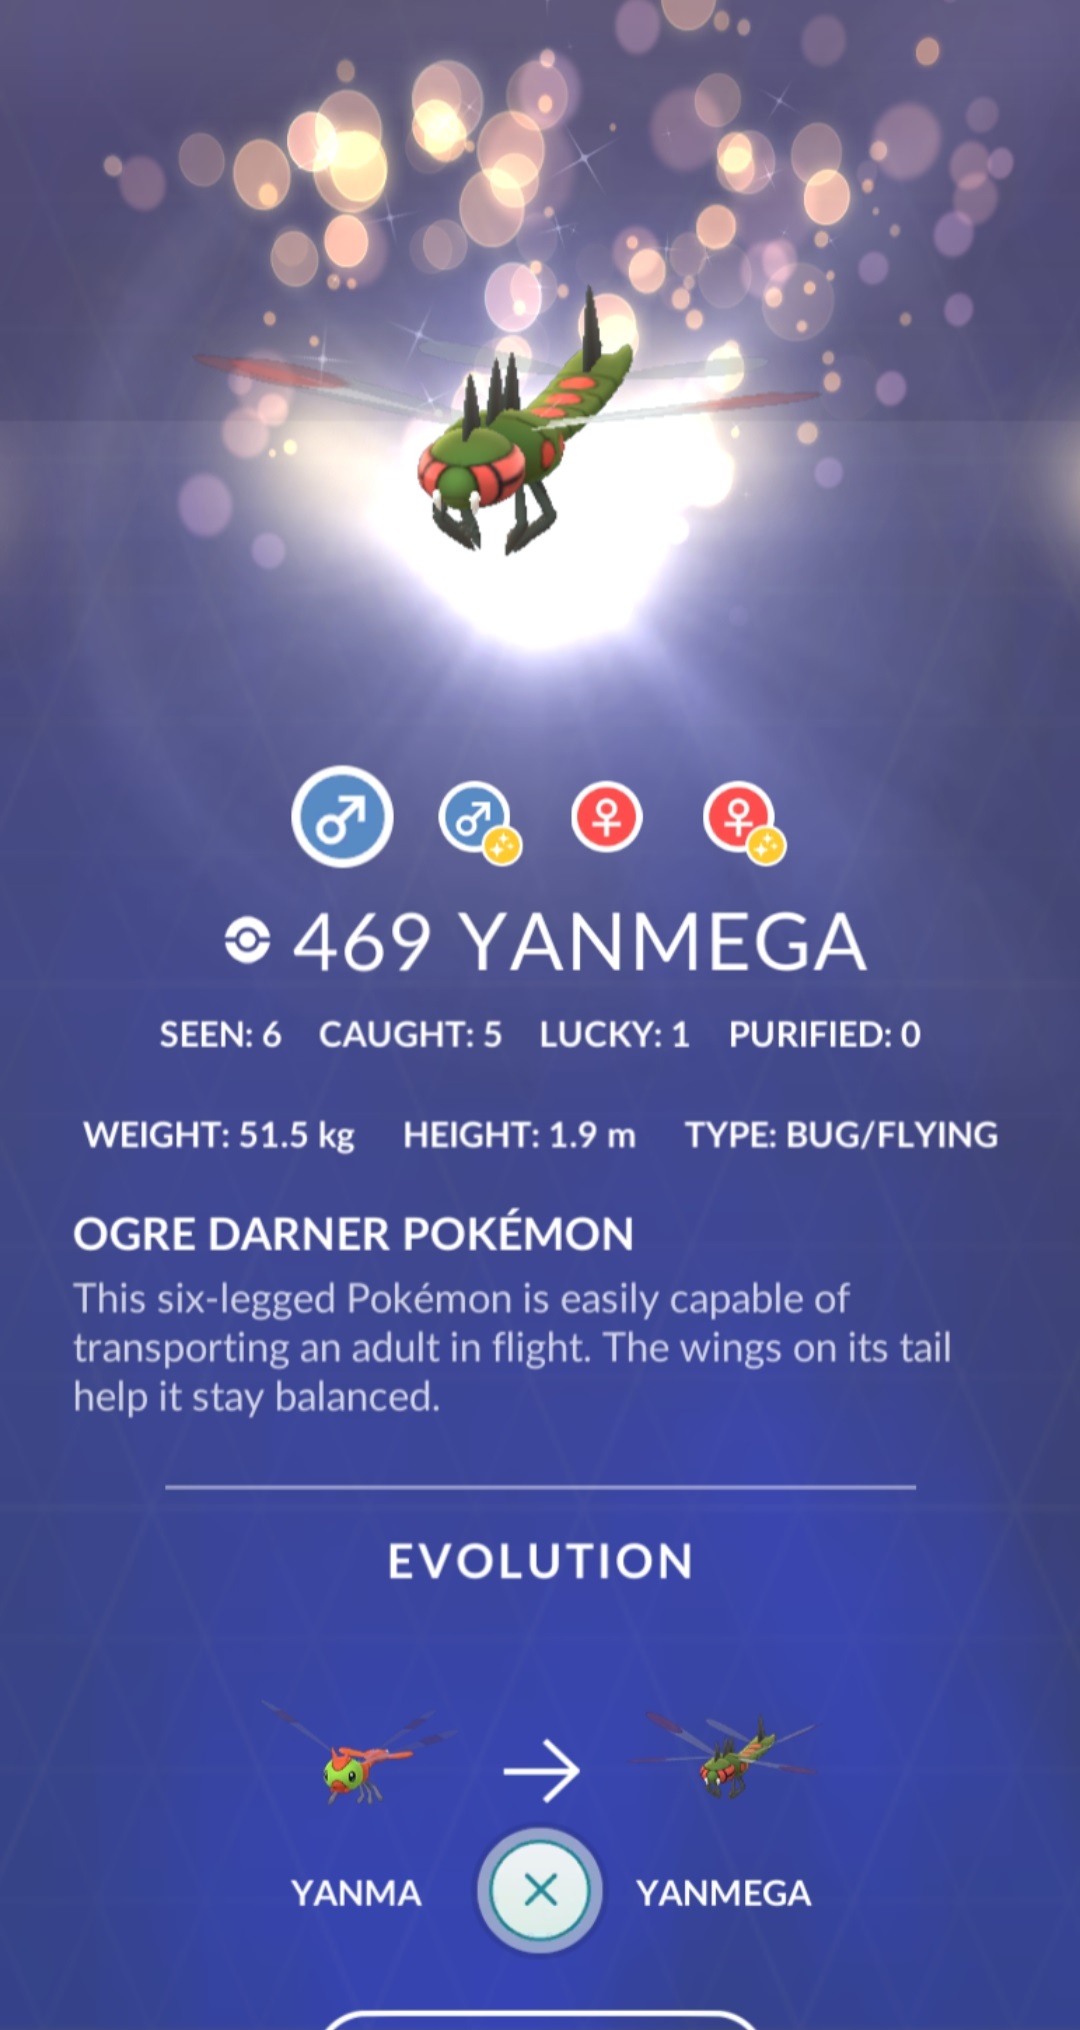 469 YANMEGA
SEEN: 6 CAUGHT: 5 LUCKY: 1 PURIFIED: 0
WEIGHT: 51.5 kg HEIGHT: 1.9 m TYPE: BUG/FLYING
OGRE DARNER POKÉMON
This six-legged Pokémon is easily capable of
transporting an adult in flight. The wings on its tail
help it stay balanced.
EVOLUTION
YANMA YANMEGA